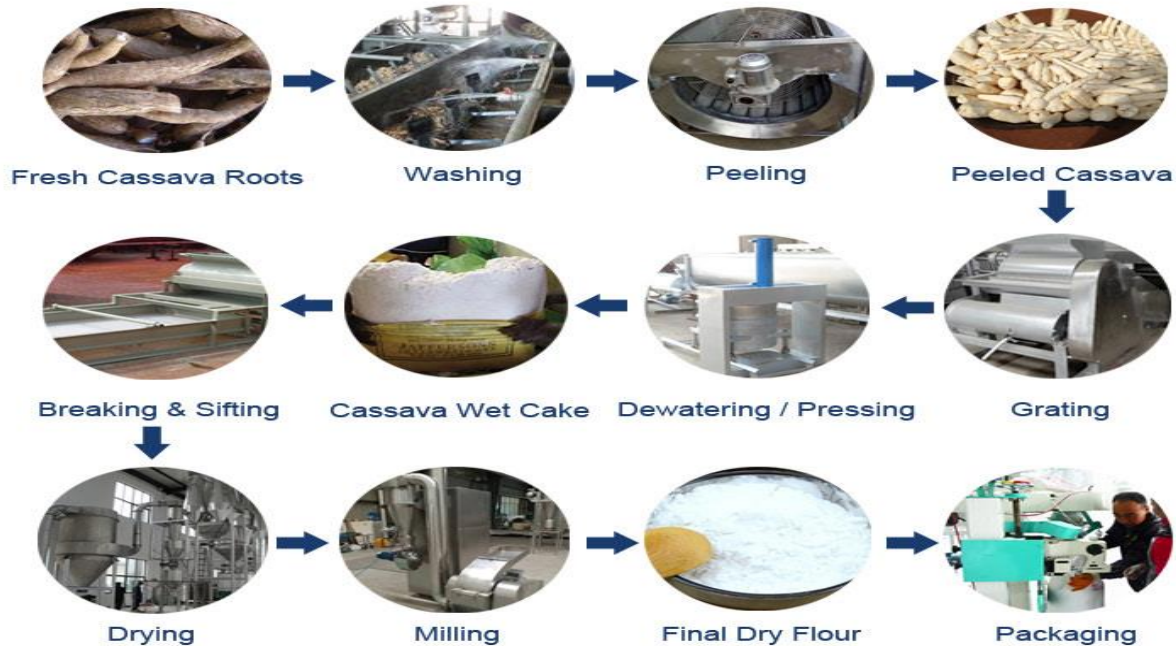 Fresh Cassava Roots
Washing
Peeling
Peeled Cassava
Breaking & Sifting
Cassava Wet Cake
Dewatering / Pressing
Grating
Drying
Milling
Final Dry Flour
Packaging